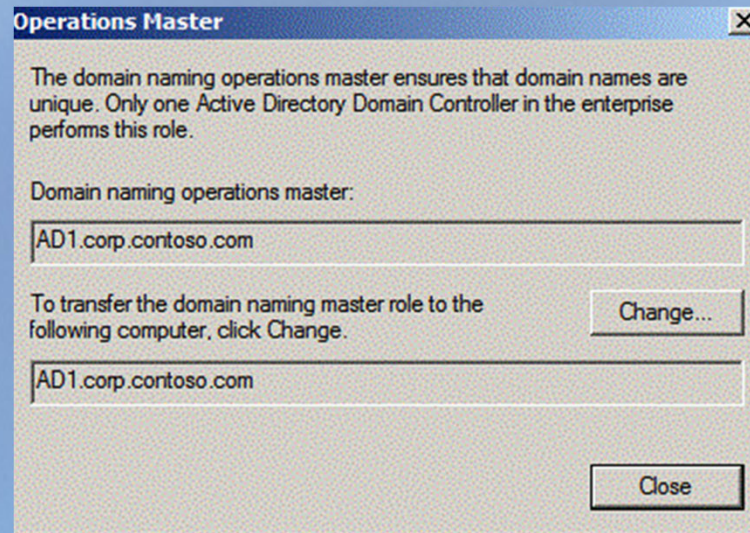 Operations Master
The domain naming operations master ensures that domain names are
unique. Only one Active Directory Domain Controller in the enterprise
performs this role.
Domain naming operations master:
AD1.corp.contoso.com
To transfer the domain naming master role to the
following computer, click Change.
Change...
AD1.corp.contoso.com
Close